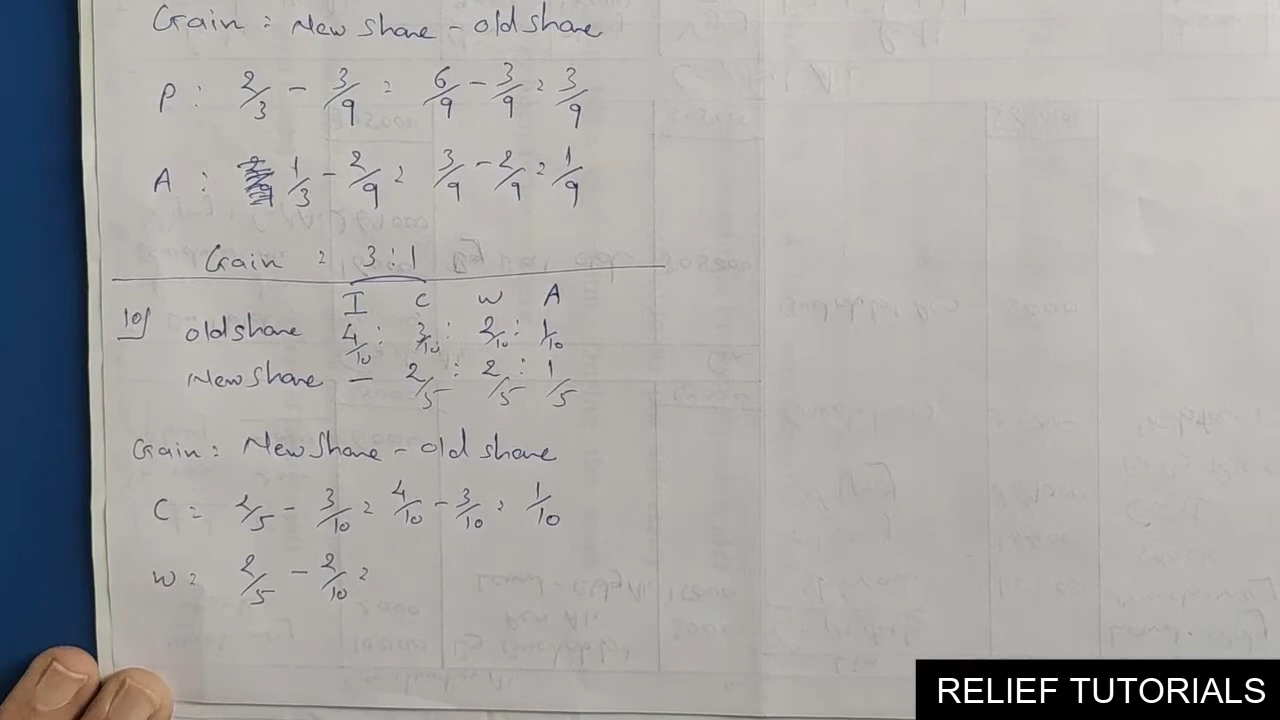 Gain = New share - old share
P : 2/3 - 3/9 = 6/9 - 3/9 = 3/9
A : 1/3 - 2/9 = 3/9 - 2/9 = 1/9
Gain = 3:1
I C W A
10) old share 4/10 : 3/10 : 2/10 : 1/10
New share - 2/5 : 2/5 : 1/5
Gain = New share - old share
C = 2/5 - 3/10 = 4/10 - 3/10 = 1/10
W = 2/5 - 2/10 =
RELIEF TUTORIALS